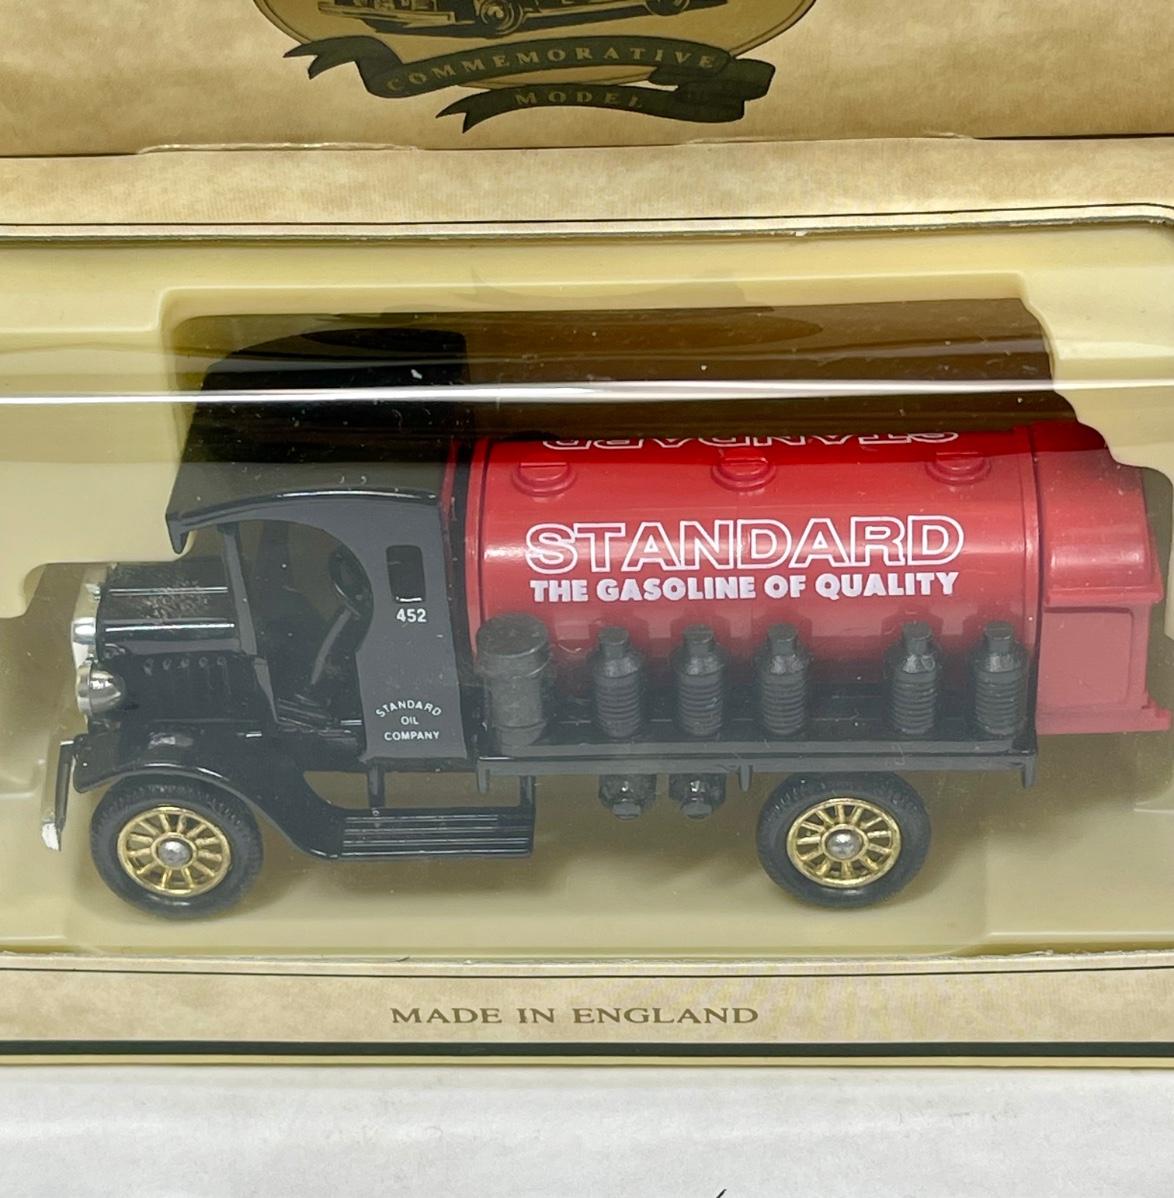 COMMEMORATIVE
MODEL
STANDARD
STANDARD
THE GASOLINE OF QUALITY
452
STANDARD
OIL
COMPANY
MADE IN ENGLAND